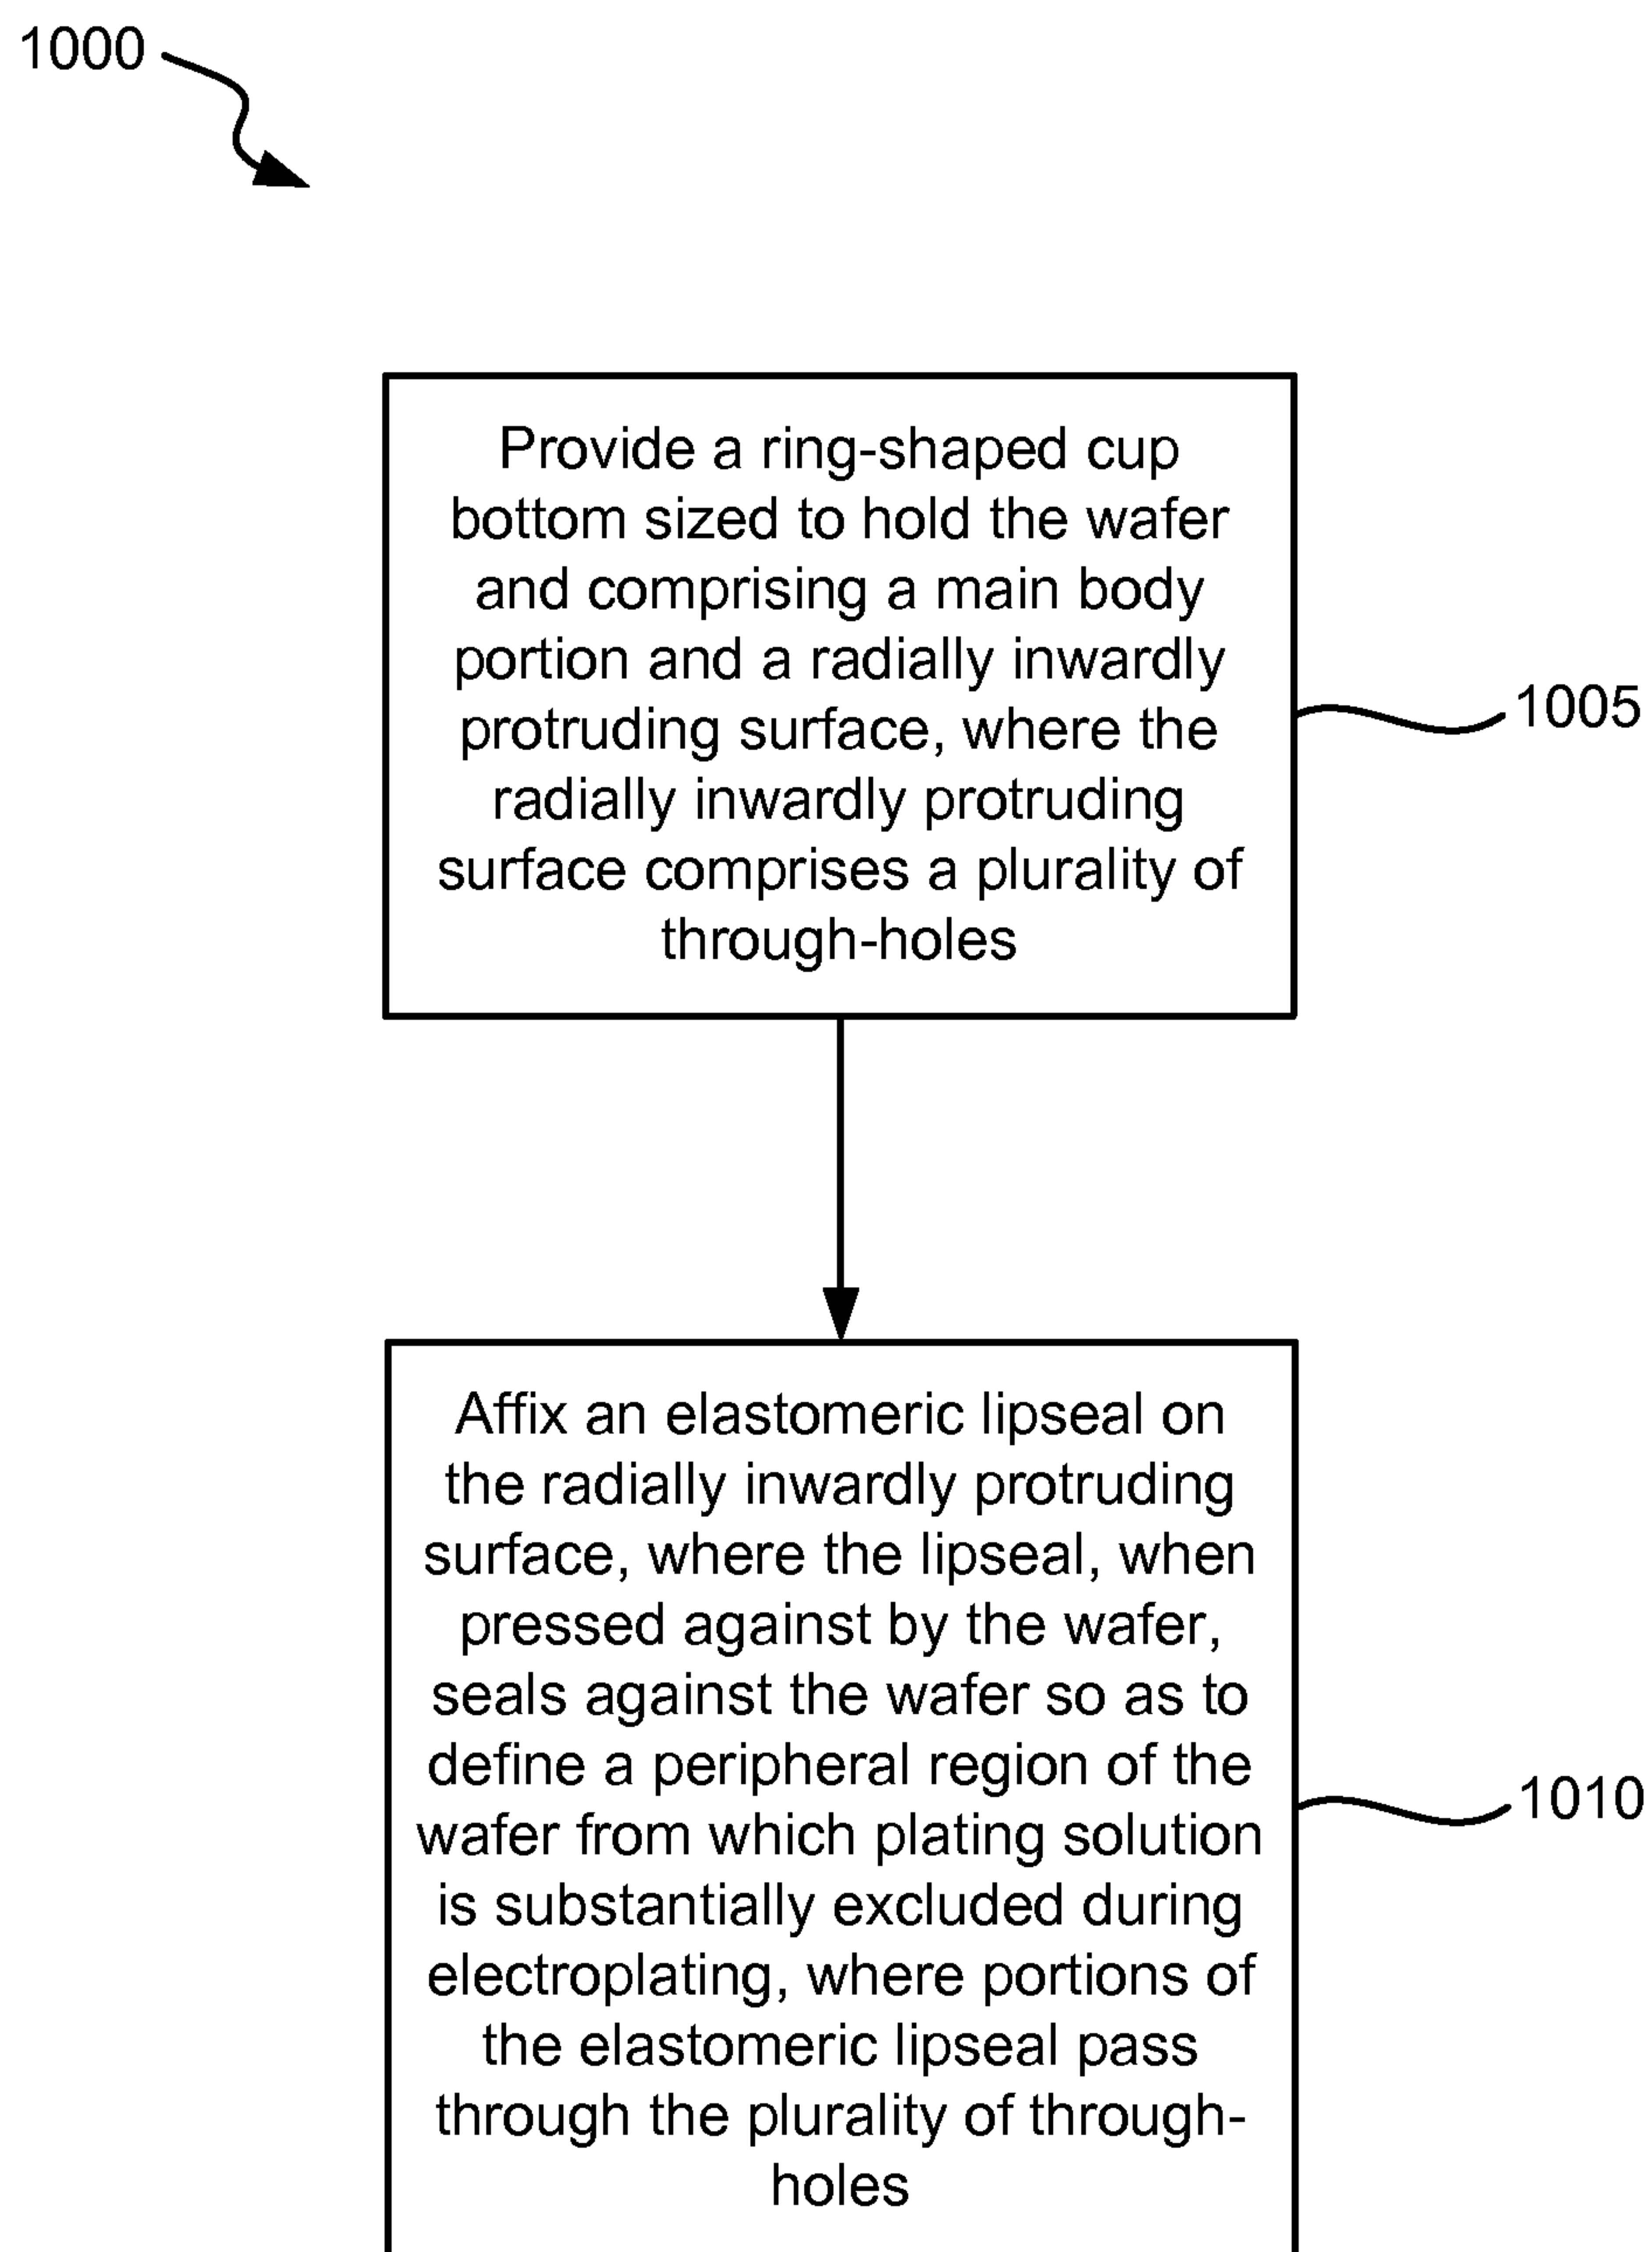 1000
Provide a ring-shaped cup
bottom sized to hold the wafer
and comprising a main body
portion and a radially inwardly
protruding surface, where the
radially inwardly protruding
surface comprises a plurality of
through-holes
1005
Affix an elastomeric lipseal on
the radially inwardly protruding
surface, where the lipseal, when
pressed against by the wafer,
seals against the wafer so as to
define a peripheral region of the
wafer from which plating solution
is substantially excluded during
electroplating, where portions of
the elastomeric lipseal pass
through the plurality of through-
holes
1010